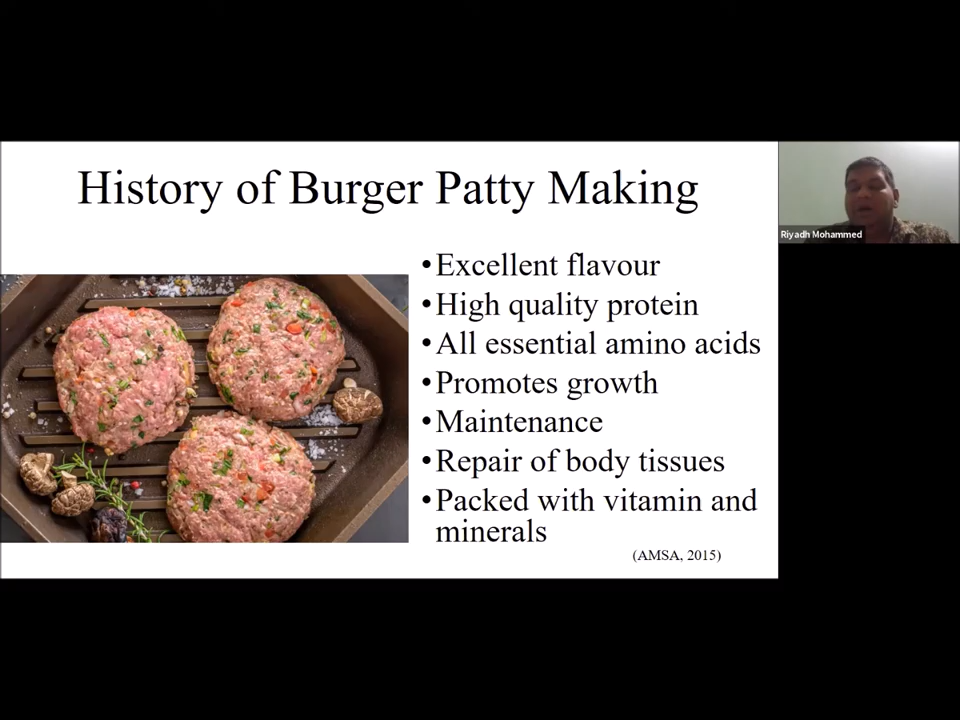 History of Burger Patty Making
Riyadh Mohammed
•Excellent flavour
•High quality protein
•All essential amino acids
•Promotes growth
•Maintenance
•Repair of body tissues
•Packed with vitamin and
minerals
(AMSA, 2015)